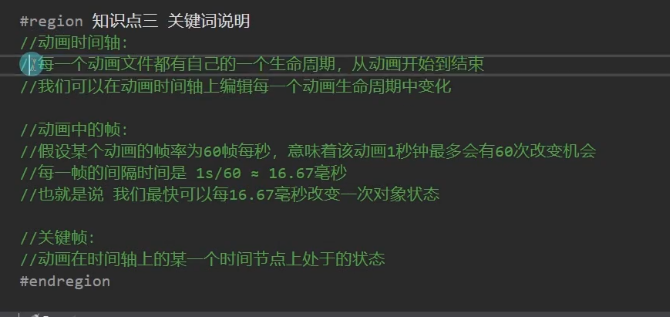 #region 知识点三 关键词说明
//动画时间轴:
//每一个动画文件都有自己的一个生命周期，从动画开始到结束
//我们可以在动画时间轴上编辑每一个动画生命周期中变化
//动画中的帧:
//假设某个动画的帧率为60帧每秒，意味着该动画1秒钟最多会有60次改变机会
//每一帧的间隔时间是 1s/60 ≈ 16.67毫秒
//也就是说 我们最快可以每16.67毫秒改变一次对象状态
//关键帧:
//动画在时间轴上的某一个时间节点上处于的状态
#endregion